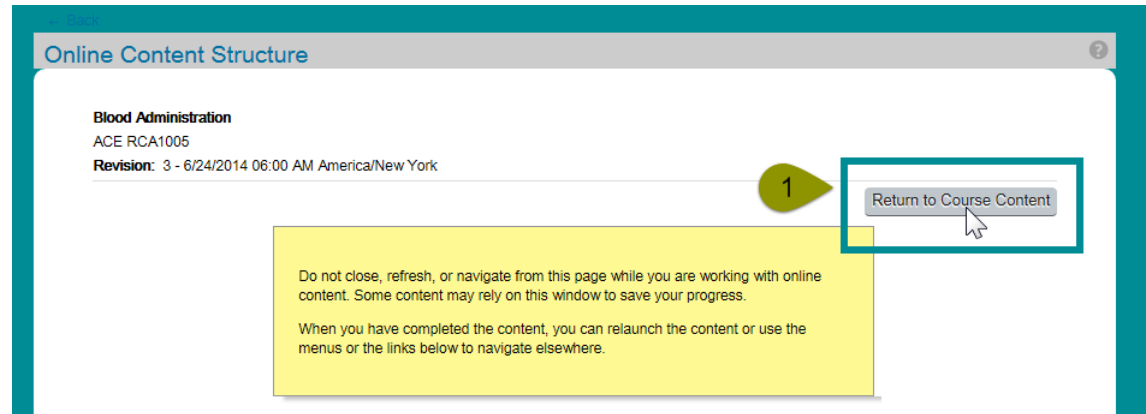 ← Back
Online Content Structure
?
Blood Administration
ACE RCA1005
Revision: 3 - 6/24/2014 06:00 AM America/New York
1
Return to Course Content
Do not close, refresh, or navigate from this page while you are working with online
content. Some content may rely on this window to save your progress.
When you have completed the content, you can relaunch the content or use the
menus or the links below to navigate elsewhere.